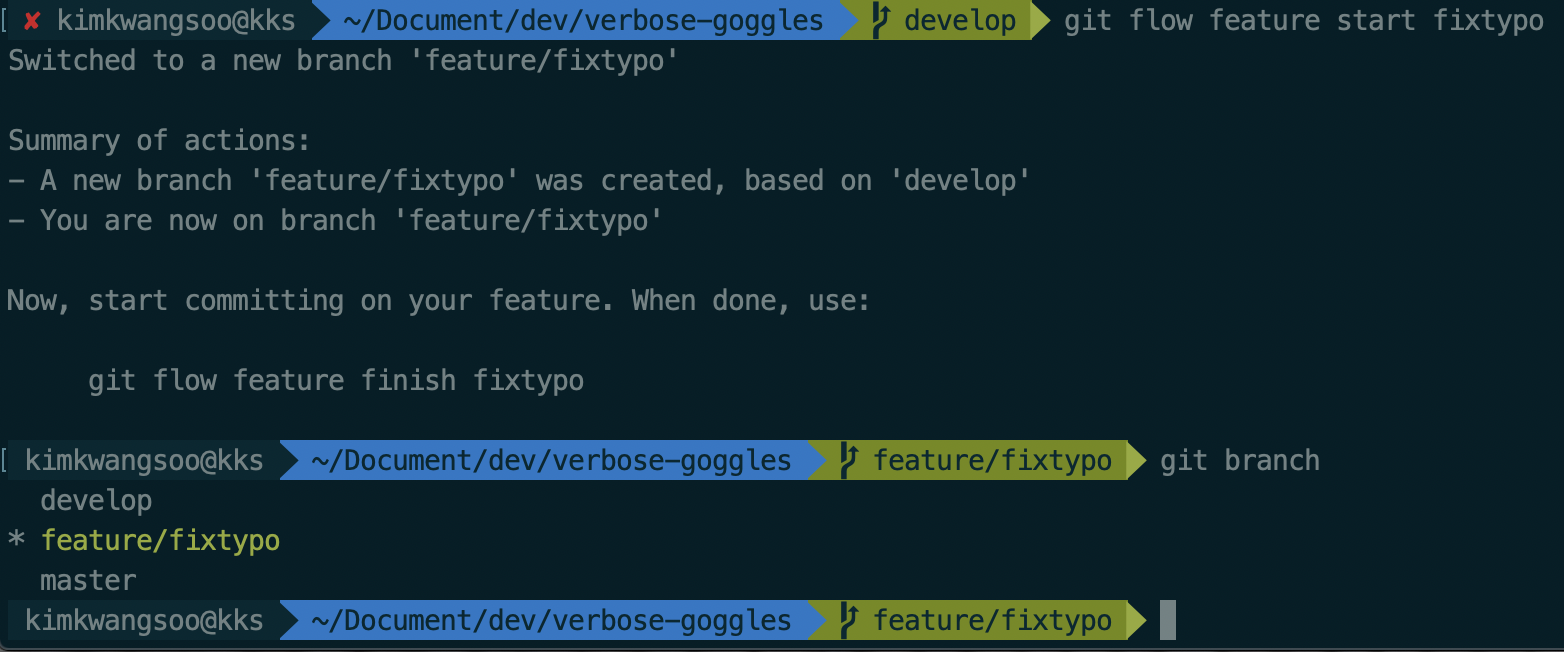 ✘ kimkwangsoo@kks ~/Document/dev/verbose-goggles develop git flow feature start fixtypo
Switched to a new branch 'feature/fixtypo'
Summary of actions:
- A new branch 'feature/fixtypo' was created, based on 'develop'
- You are now on branch 'feature/fixtypo'
Now, start committing on your feature. When done, use:
git flow feature finish fixtypo
kimkwangsoo@kks ~/Document/dev/verbose-goggles feature/fixtypo git branch
develop
* feature/fixtypo
master
kimkwangsoo@kks ~/Document/dev/verbose-goggles feature/fixtypo